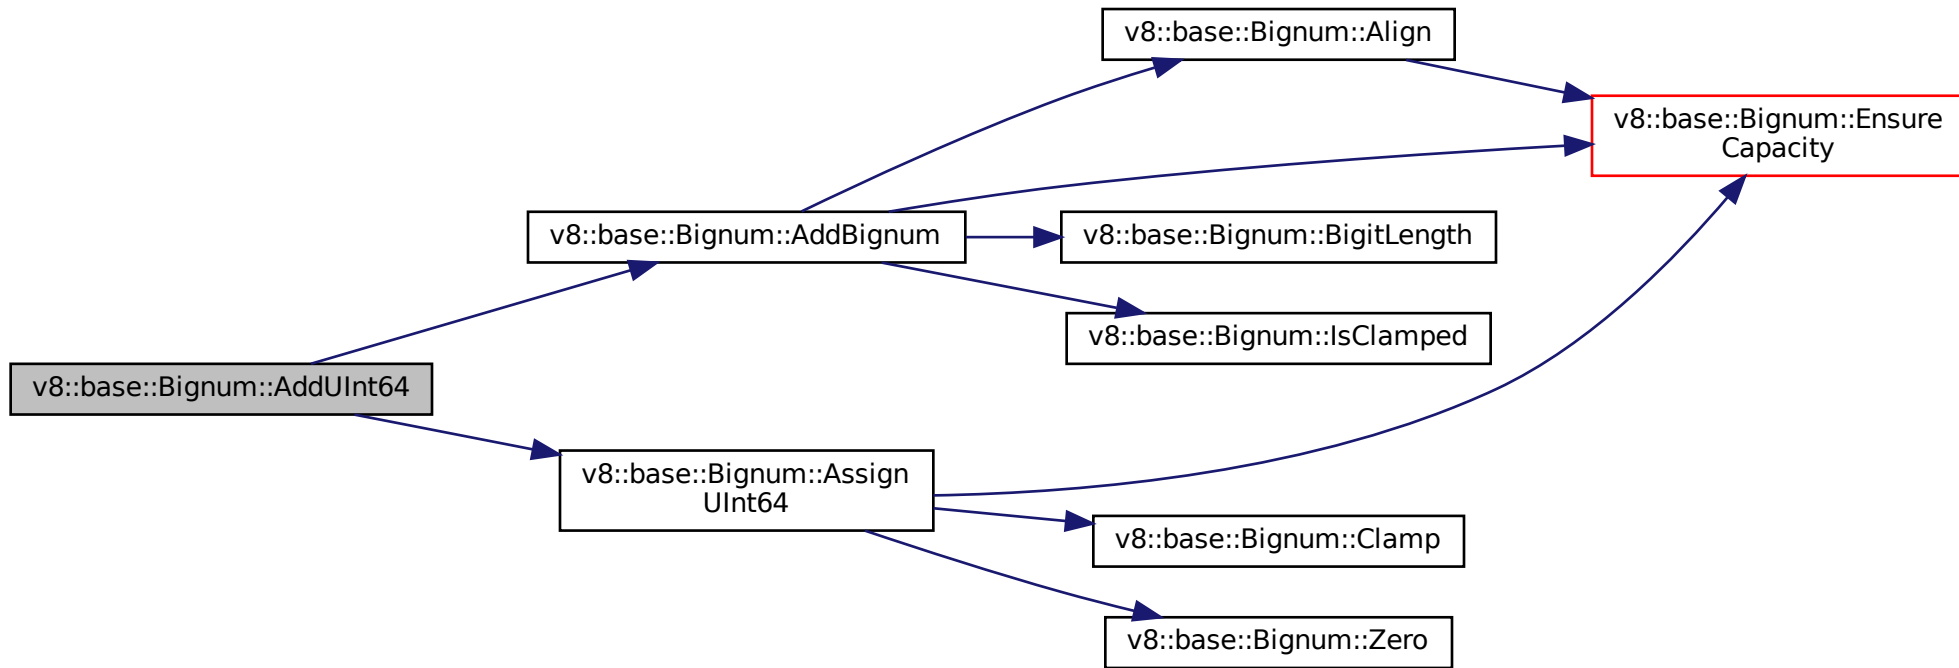 v8::base::Bignum::Align
v8::base::Bignum::Ensure
Capacity
v8::base::Bignum::AddBignum
v8::base::Bignum::BigitLength
v8::base::Bignum::IsClamped
v8::base::Bignum::AddUInt64
v8::base::Bignum::Assign
UInt64
v8::base::Bignum::Clamp
v8::base::Bignum::Zero